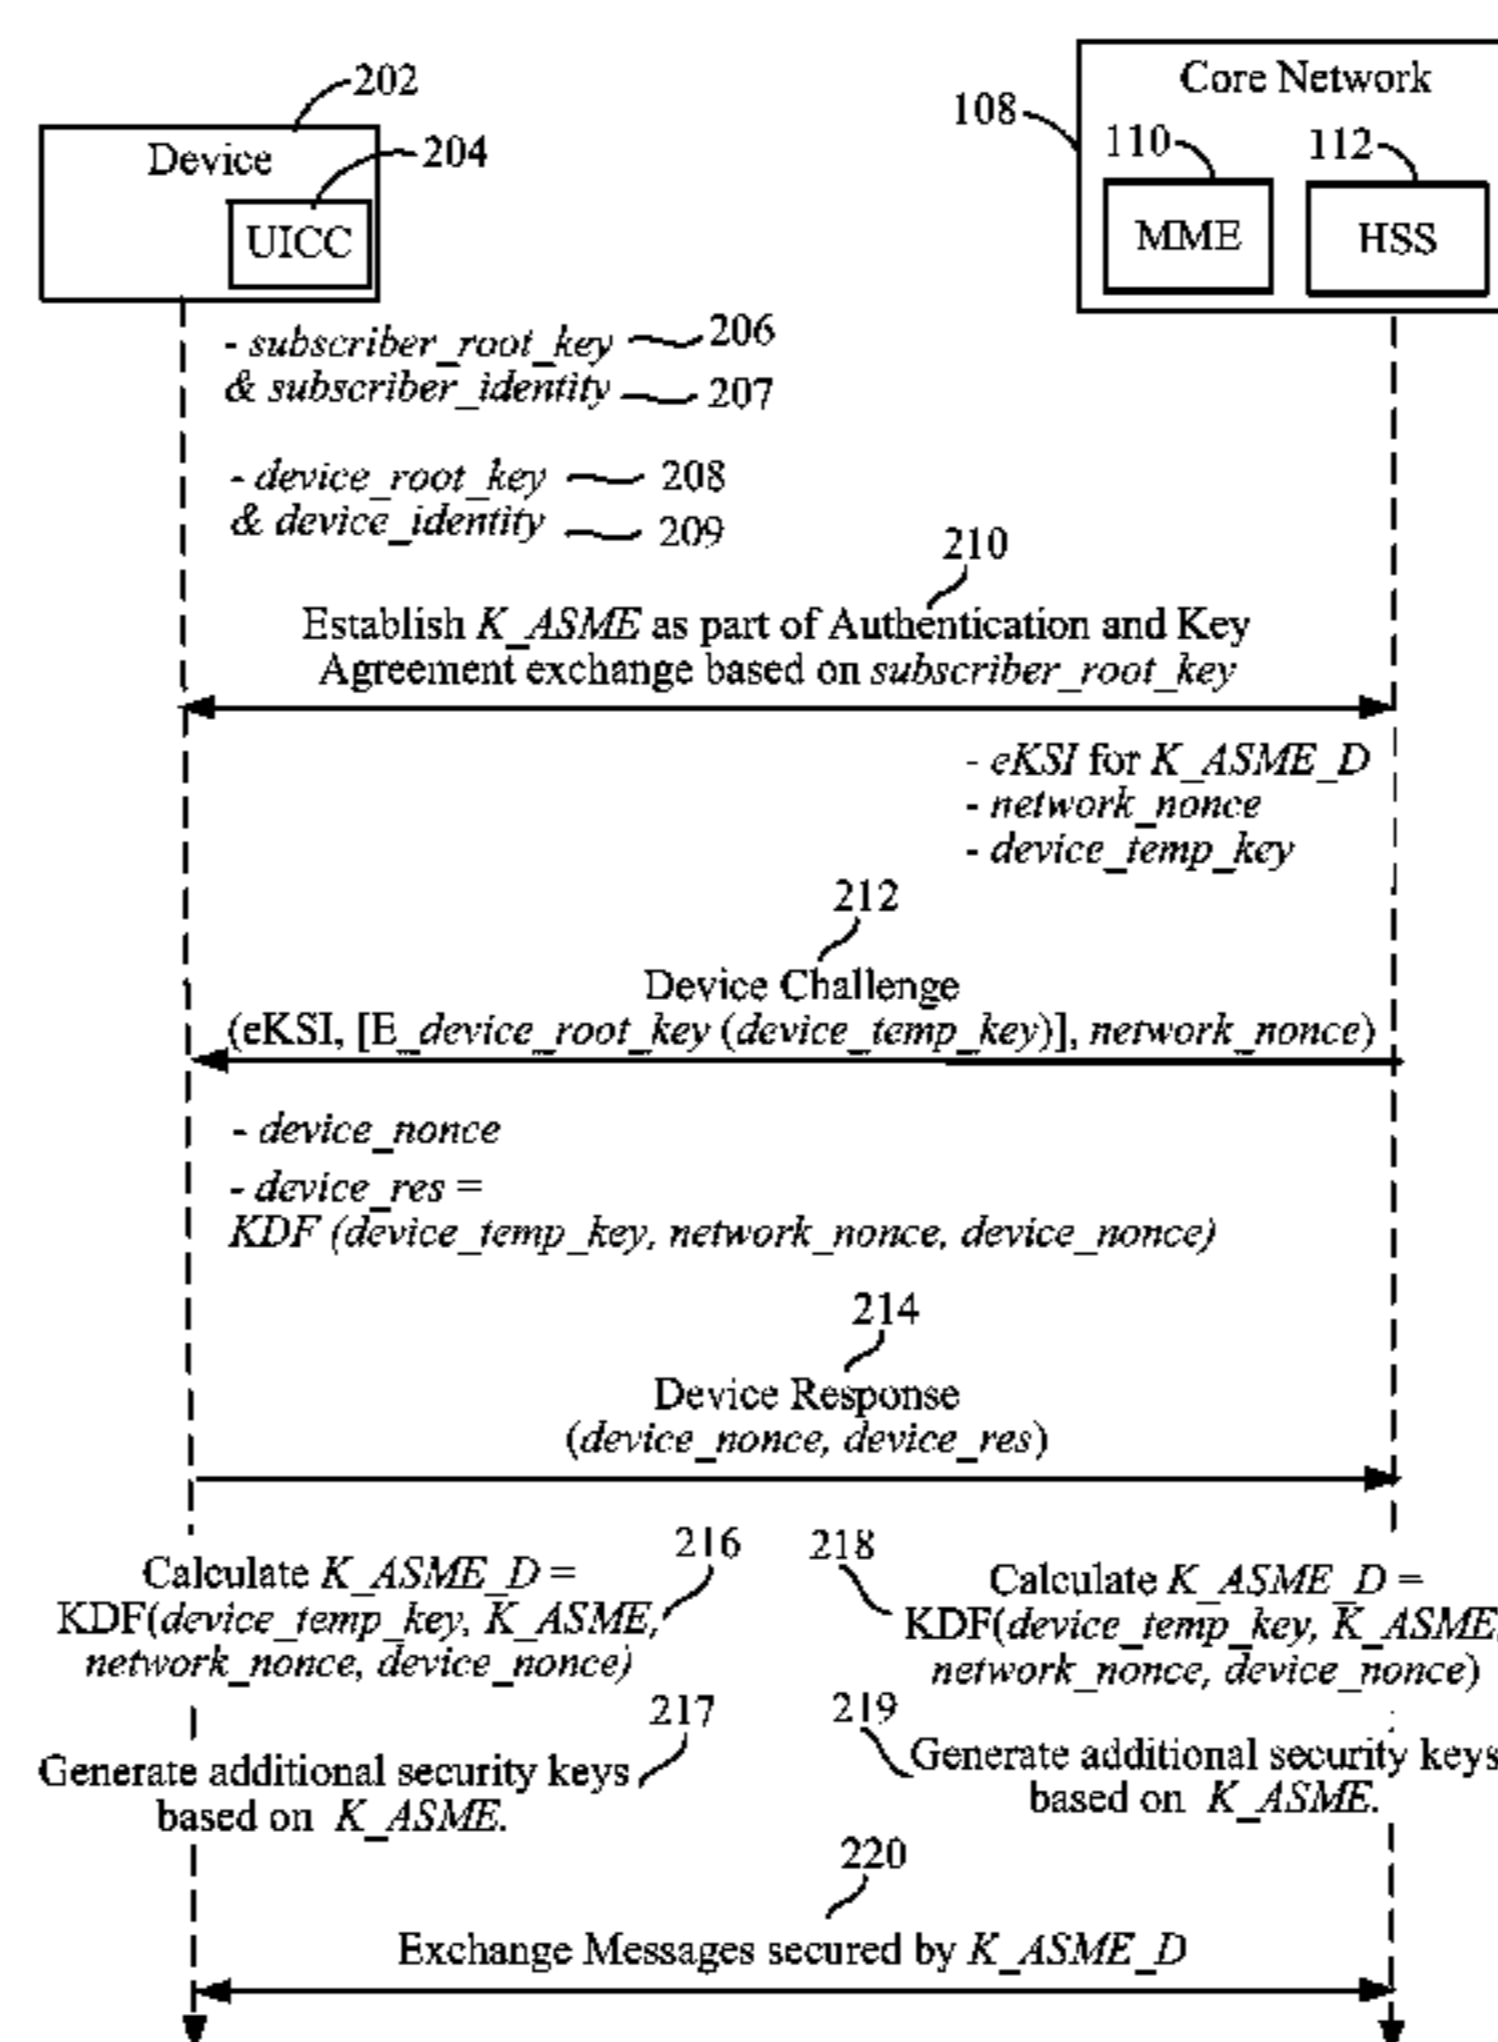 202
Device
204
UICC
Core Network
108
110
112
MME
HSS
- subscriber_root_key
206
& subscriber_identity
207
- device_root_key
208
& device_identity
209
210
Establish K_ASME as part of Authentication and Key
Agreement exchange based on subscriber_root_key
- eKSI for K_ASME_D
- network_nonce
- device_temp_key
212
Device Challenge
(eKSI, [E_device_root_key (device_temp_key)], network_nonce)
- device_nonce
- device_res =
KDF (device_temp_key, network_nonce, device_nonce)
214
Device Response
(device_nonce, device_res)
216
Calculate K_ASME_D =
KDF(device_temp_key, K_ASME,
network_nonce, device_nonce)
218
Calculate K_ASME_D =
KDF(device_temp_key, K_ASME,
network_nonce, device_nonce)
217
Generate additional security keys
based on K_ASME.
219
Generate additional security keys
based on K_ASME.
220
Exchange Messages secured by K_ASME_D